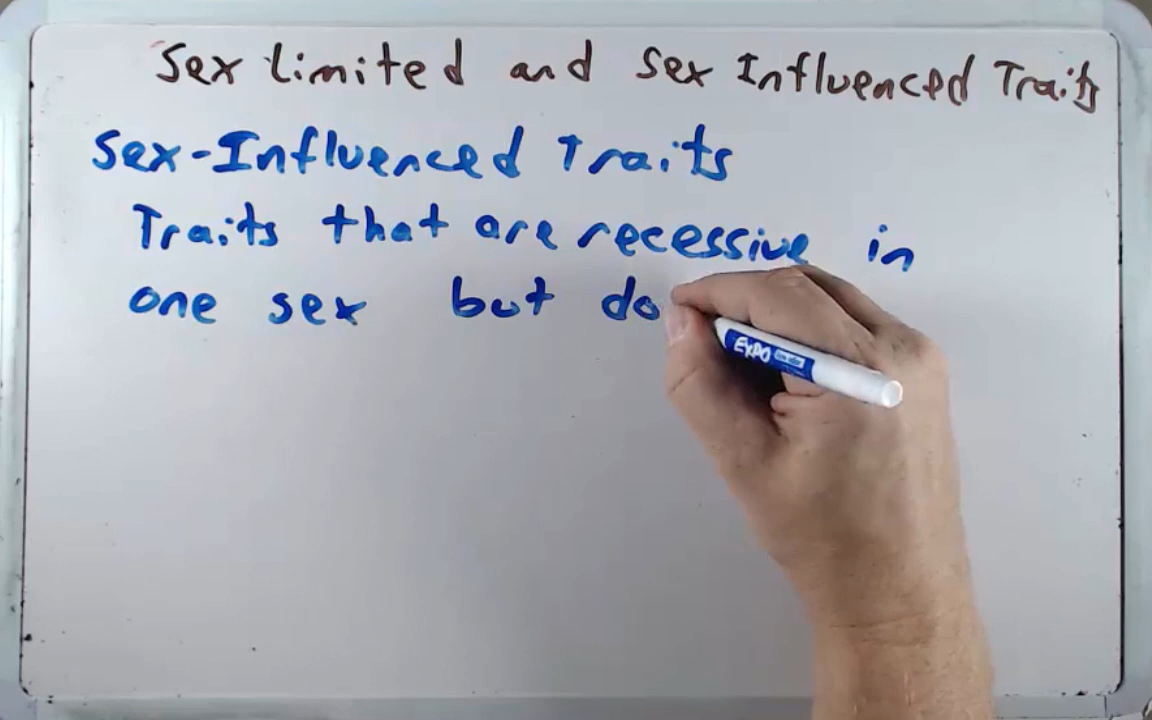 Sex Limited and Sex Influenced Traits
Sex-Influenced Traits
Traits that are recessive in
one sex but do
EXPO